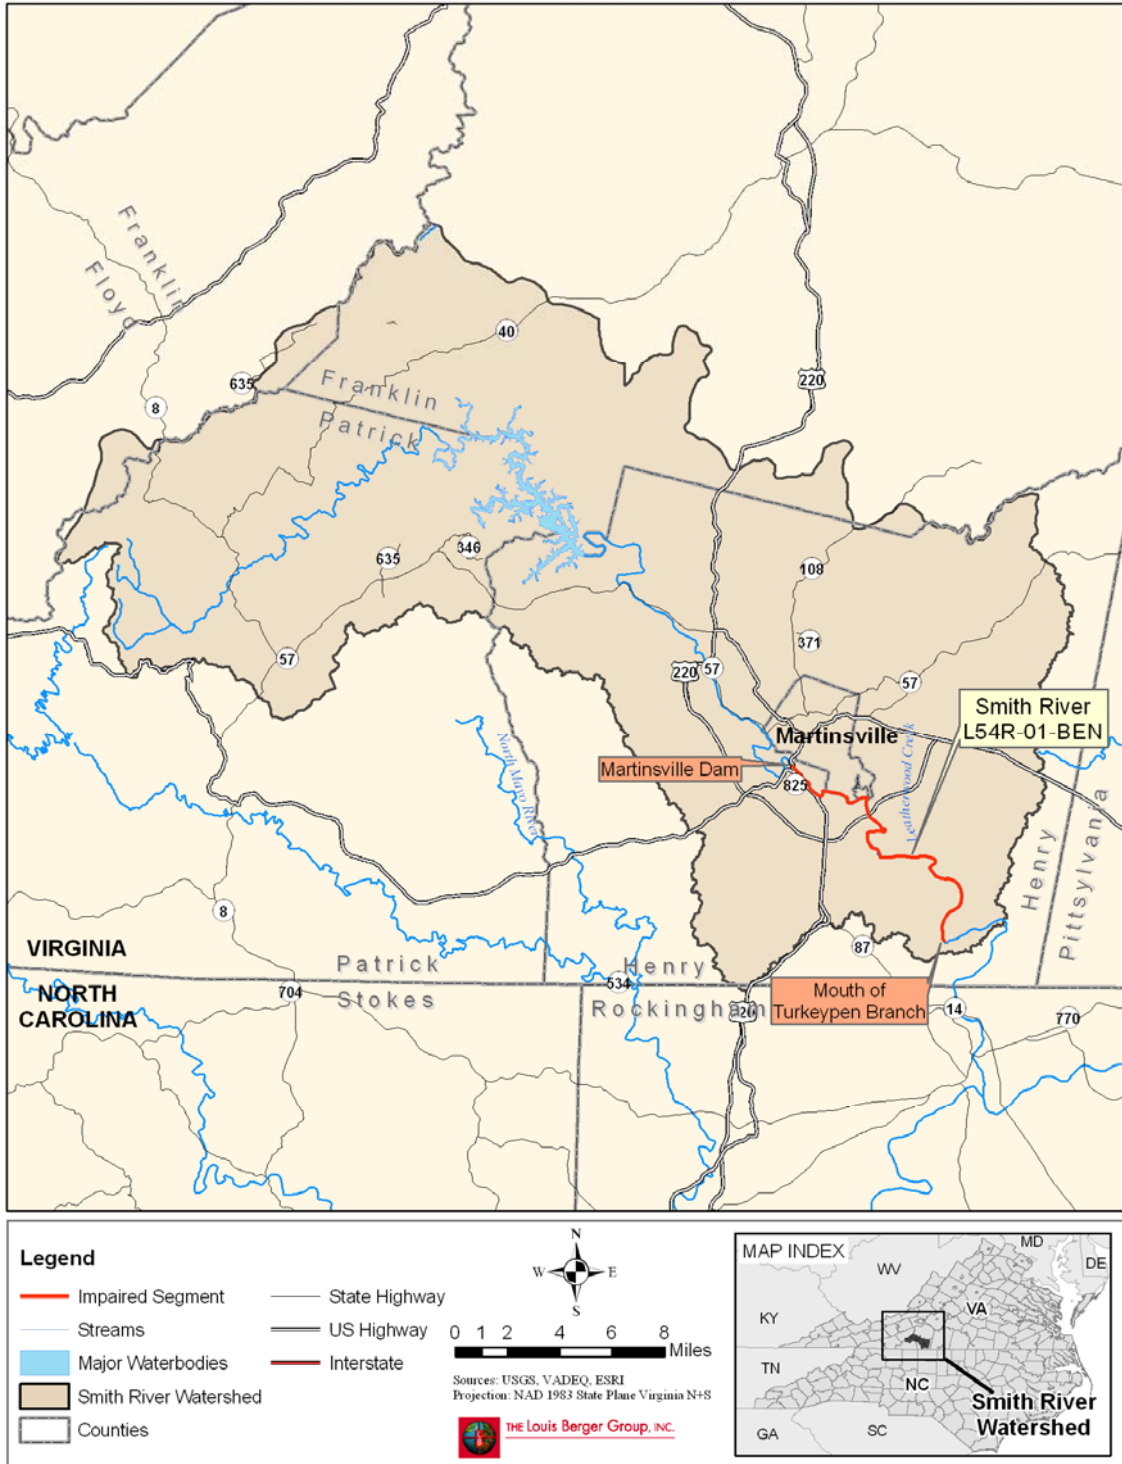 Franklin
Floyd
40
220
635
8
Franklin
Patrick
346
635
108
371
57
57
220
57
Smith River
L54R-01-BEN
Martinsville
Martinsville Dam
825
Leatherwood Creek
North Mayo River
Henry
Pittsylvania
8
87
VIRGINIA
NORTH
CAROLINA
Patrick
Stokes
704
534
Henry
Rockingham
Mouth of
Turkeypen Branch
14
770
Legend
Impaired Segment
Streams
Major Waterbodies
Smith River Watershed
Counties
State Highway
US Highway
Interstate
N
W E
S
0 1 2 4 6 8
Miles
Sources: USGS, VADEQ, ESRI
Projection: NAD 1983 State Plane Virginia N+S
THE Louis Berger Group, INC.
MAP INDEX
MD
DE
WV
VA
KY
TN
NC
SC
GA
Smith River
Watershed